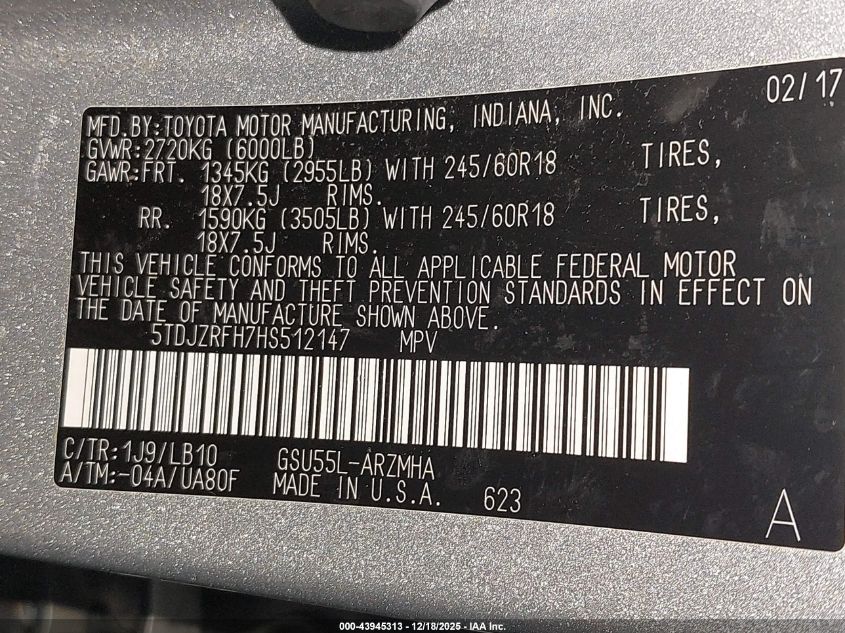 02/17
MFD.BY:TOYOTA MOTOR MANUFACTURING, INDIANA, INC.
GVWR:2720KG (6000LB)
GAWR:FRT. 1345KG (2955LB) WITH 245/60R18 TIRES,
18X7.5J RIMS.
RR. 1590KG (3505LB) WITH 245/60R18 TIRES,
18X7.5J RIMS.
THIS VEHICLE CONFORMS TO ALL APPLICABLE FEDERAL MOTOR
VEHICLE SAFETY AND THEFT PREVENTION STANDARDS IN EFFECT ON
THE DATE OF MANUFACTURE SHOWN ABOVE.
5TDJZRFH7HS512147 MPV
C/TR:1J9/LB10 GSU55L-ARZMHA
A/TM:-04A/UA80F MADE IN U.S.A. 623
A
000-43945313 - 12/18/2025 - IAA Inc.